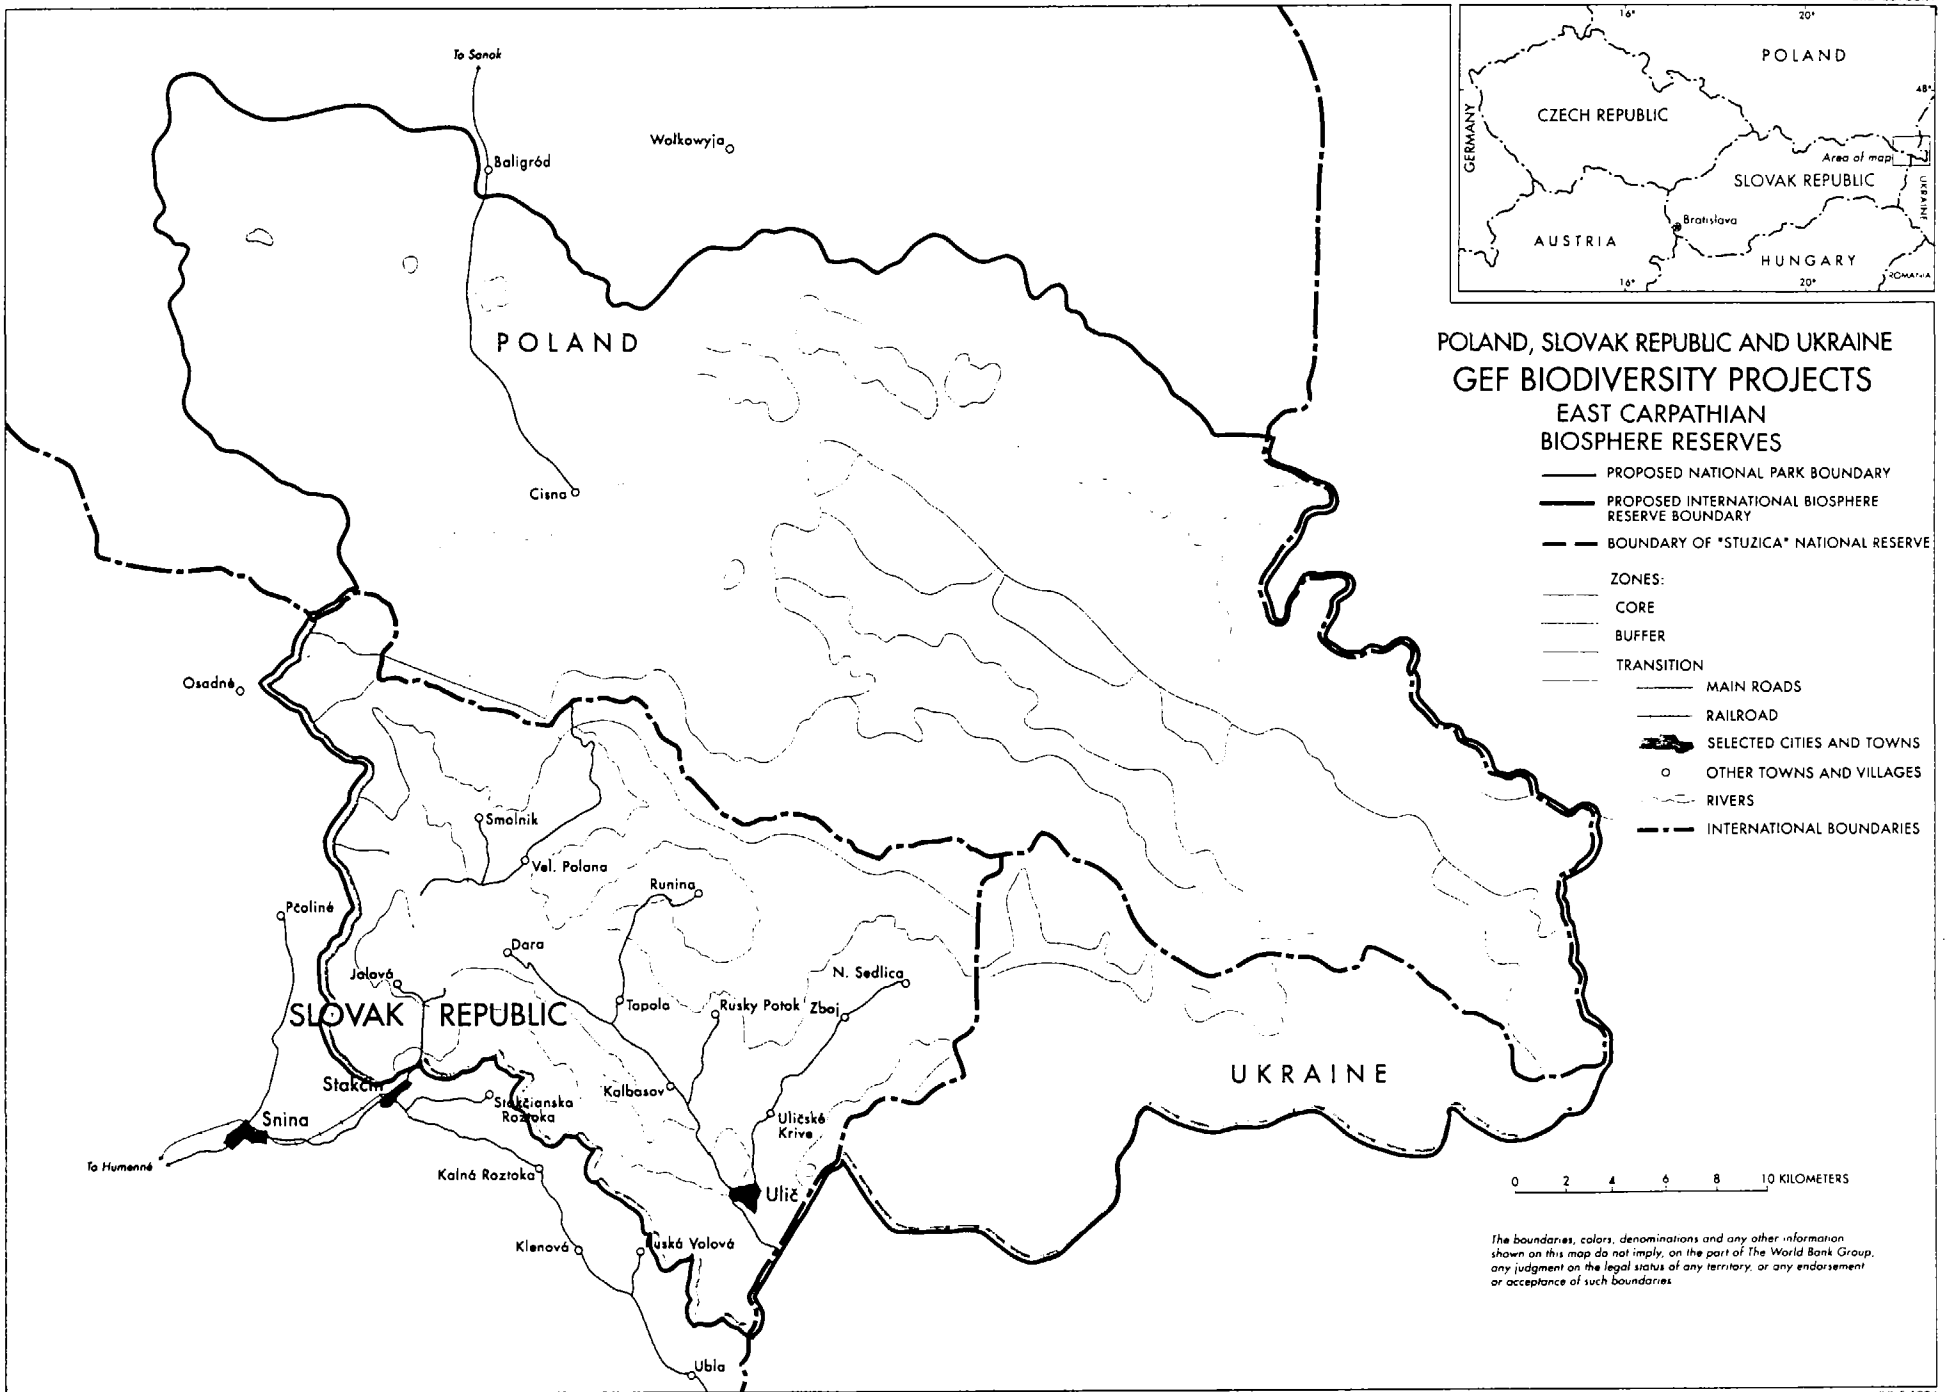 To Sanok
Baligród
Wołkowyja
POLAND
Cisna
Osadné
Smolnik
Vel. Polana
Runina
Pčoliné
Dara
Jalová
Topola
Rusky Potok
Zboj
N. Sedlica
SLOVAK REPUBLIC
Stakčín
Snina
To Humenné
Stakčianska
Roztoka
Kalbasov
Uličské
Krive
Kalná Roztoka
Ulič
Klenová
Ruská Volová
Ubla
UKRAINE
16°
20°
POLAND
48°
CZECH REPUBLIC
GERMANY
Area of map
SLOVAK REPUBLIC
UKRAINE
Bratislava
AUSTRIA
HUNGARY
ROMANIA
16°
20°
POLAND, SLOVAK REPUBLIC AND UKRAINE
GEF BIODIVERSITY PROJECTS
EAST CARPATHIAN
BIOSPHERE RESERVES
PROPOSED NATIONAL PARK BOUNDARY
PROPOSED INTERNATIONAL BIOSPHERE
RESERVE BOUNDARY
BOUNDARY OF "STUZICA" NATIONAL RESERVE
ZONES:
CORE
BUFFER
TRANSITION
MAIN ROADS
RAILROAD
SELECTED CITIES AND TOWNS
OTHER TOWNS AND VILLAGES
RIVERS
INTERNATIONAL BOUNDARIES
0 2 4 6 8 10 KILOMETERS
The boundaries, colors, denominations and any other information
shown on this map do not imply, on the part of The World Bank Group,
any judgment on the legal status of any territory, or any endorsement
or acceptance of such boundaries